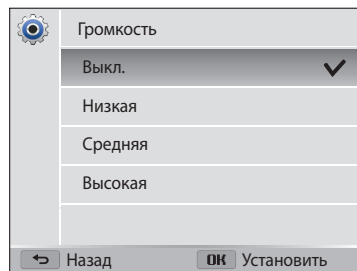 Громкость
Выкл.
Низкая
Средняя
Высокая
Назад OK Установить